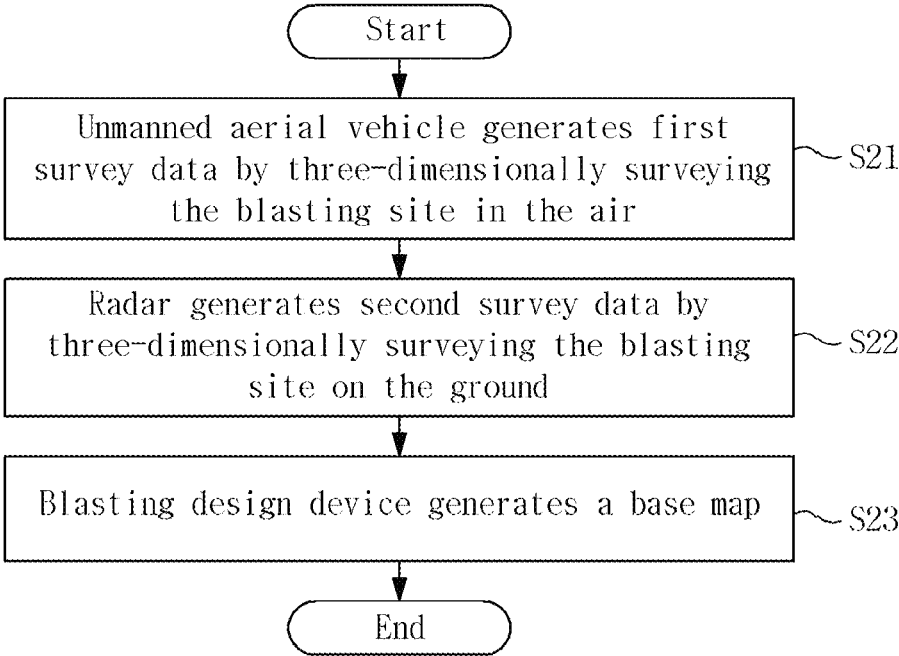 Start
Unmanned aerial vehicle generates first
survey data by three-dimensionally surveying
the blasting site in the air
S21
Radar generates second survey data by
three-dimensionally surveying the blasting
site on the ground
S22
Blasting design device generates a base map
S23
End